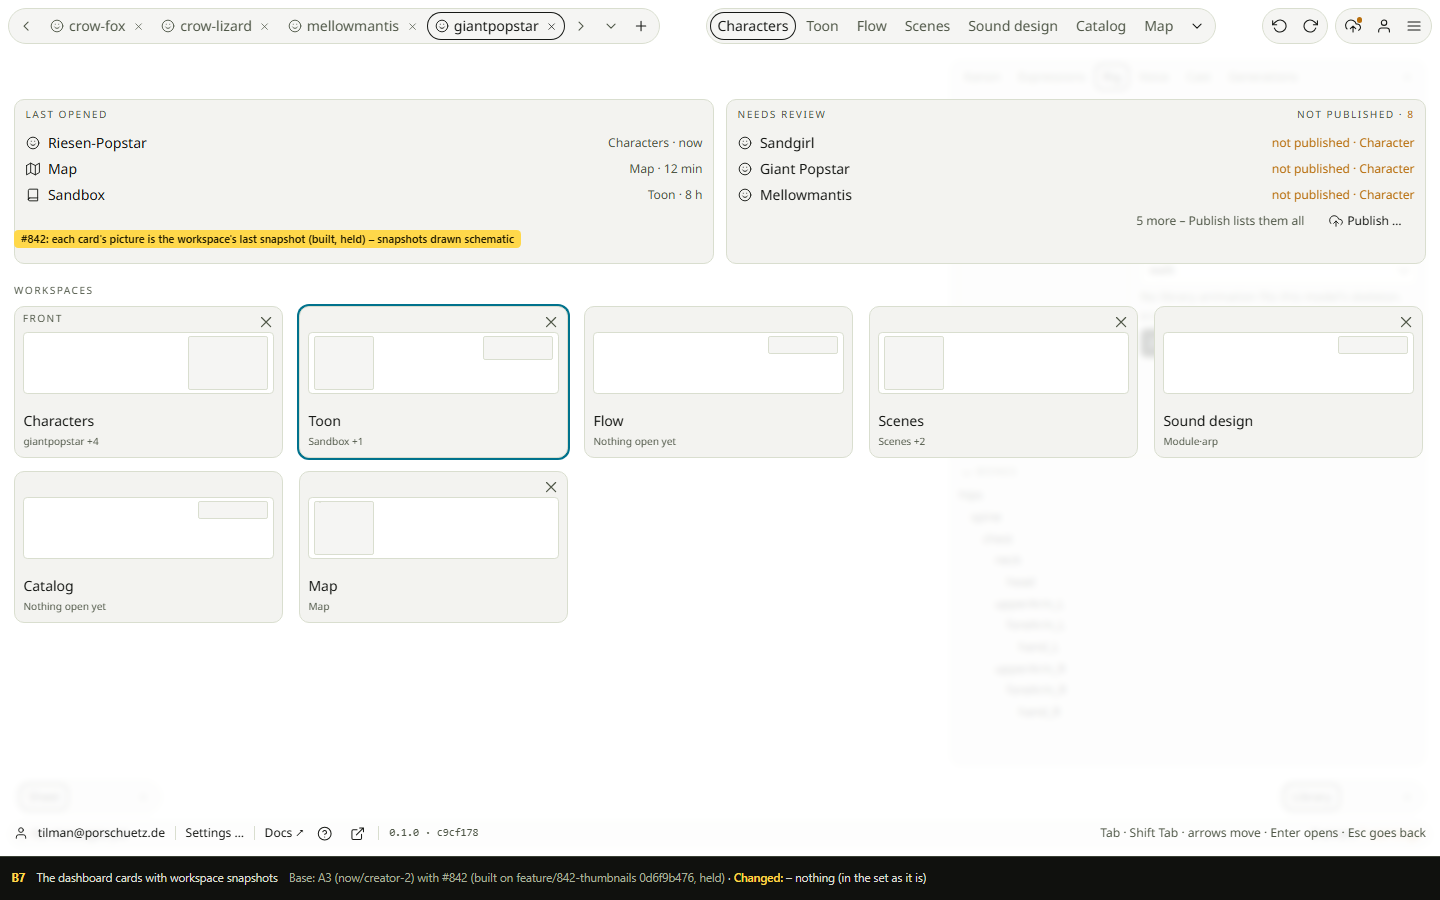 crow-fox crow-lizard mellowmantis giantpopstar
Characters Toon Flow Scenes Sound design Catalog Map
LAST OPENED
Riesen-Popstar Characters · now
Map Map · 12 min
Sandbox Toon · 8 h
#842: each card's picture is the workspace's last snapshot (built, held) – snapshots drawn schematic
NEEDS REVIEW NOT PUBLISHED · 8
Sandgirl not published · Character
Giant Popstar not published · Character
Mellowmantis not published · Character
5 more – Publish lists them all Publish ...
WORKSPACES
FRONT
Characters
giantpopstar +4
Toon
Sandbox +1
Flow
Nothing open yet
Scenes
Scenes +2
Sound design
Module-arp
Catalog
Nothing open yet
Map
Map
tilman@porschuetz.de Settings ... Docs ↗ 0.1.0 · c9cf178
Tab · Shift Tab · arrows move · Enter opens · Esc goes back
B7 The dashboard cards with workspace snapshots Base: A3 (now/creator-2) with #842 (built on feature/842-thumbnails 0d6f9b476, held) · Changed: – nothing (in the set as it is)